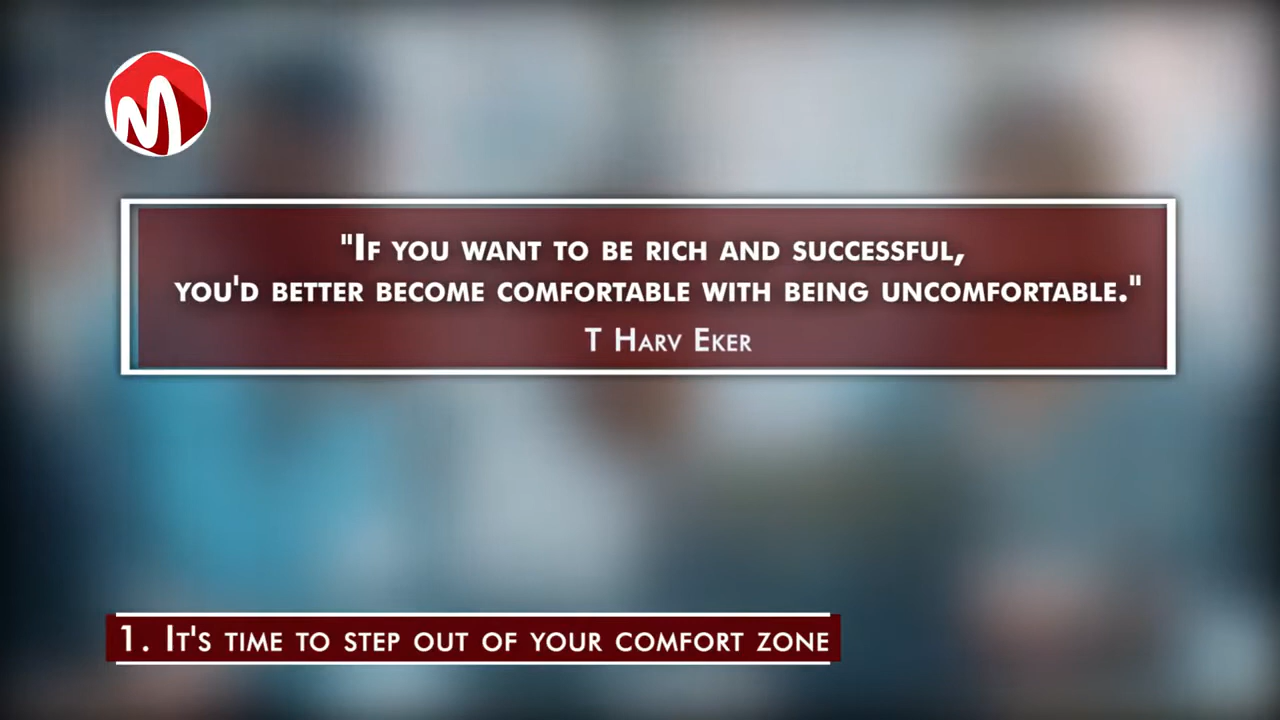 "If you want to be rich and successful,
you'd better become comfortable with being uncomfortable."
T Harv Eker
1. It's time to step out of your comfort zone